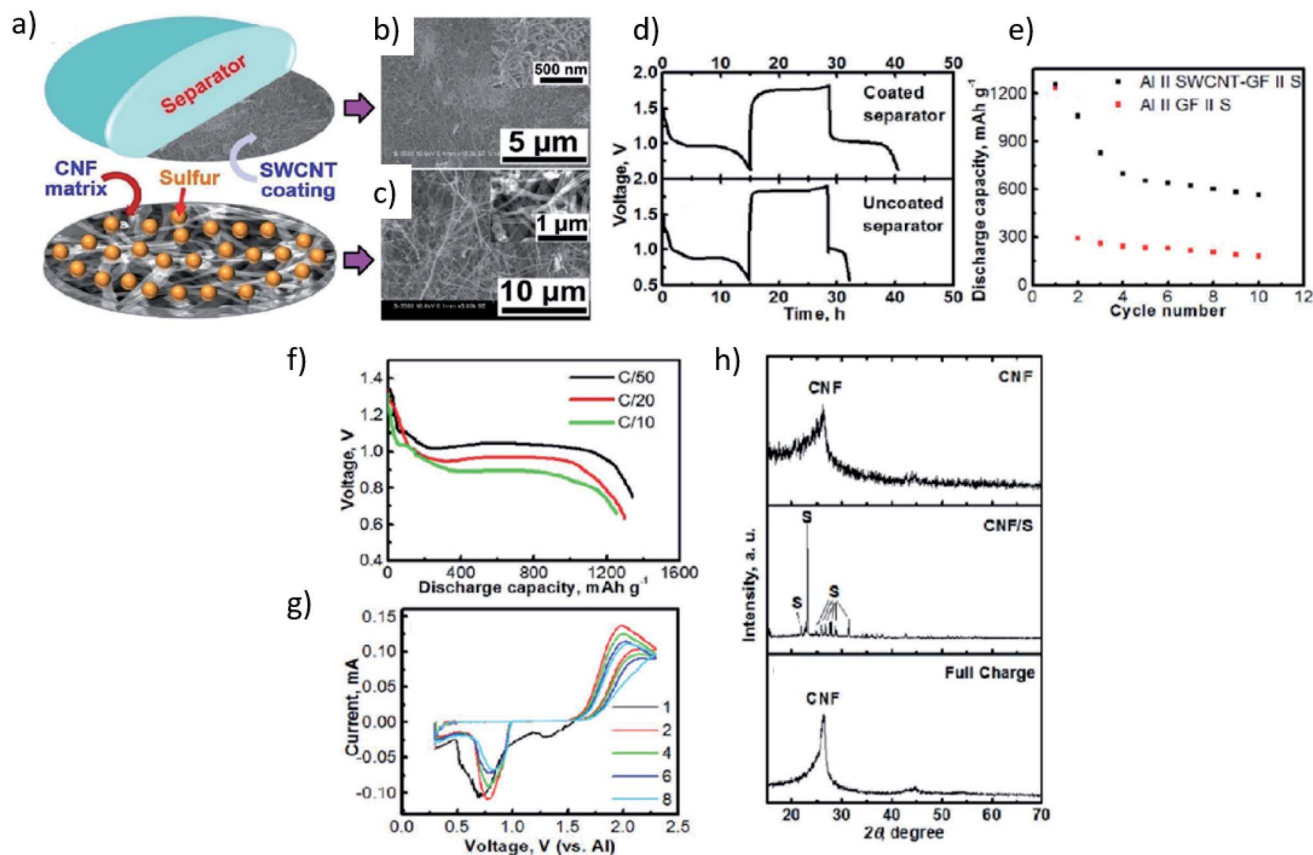 a)
Separator
CNF
matrix
Sulfur
SWCNT
coating
b)
500 nm
5 µm
c)
1 µm
10 µm
d)
0 10 20 30 40 50
2.0
1.5
1.0
Coated
separator
Voltage, V
2.0
1.5
1.0
0.5
Uncoated
separator
0 10 20 30 40 50
Time, h
e)
Discharge capacity, mAh g⁻¹
1200
900
600
300
0
Al II SWCNT-GF II S
Al II GF II S
0 2 4 6 8 10 12
Cycle number
f)
Voltage, V
1.4
1.2
1.0
0.8
0.6
0.4
C/50
C/20
C/10
0 400 800 1200 1600
Discharge capacity, mAh g⁻¹
g)
Current, mA
0.15
0.10
0.05
0.00
-0.05
-0.10
1
2
4
6
8
0.0 0.5 1.0 1.5 2.0 2.5
Voltage, V (vs. Al)
h)
Intensity, a. u.
CNF
CNF
CNF/S
S
S
S
Full Charge
CNF
20 30 40 50 60 70
2θ, degree